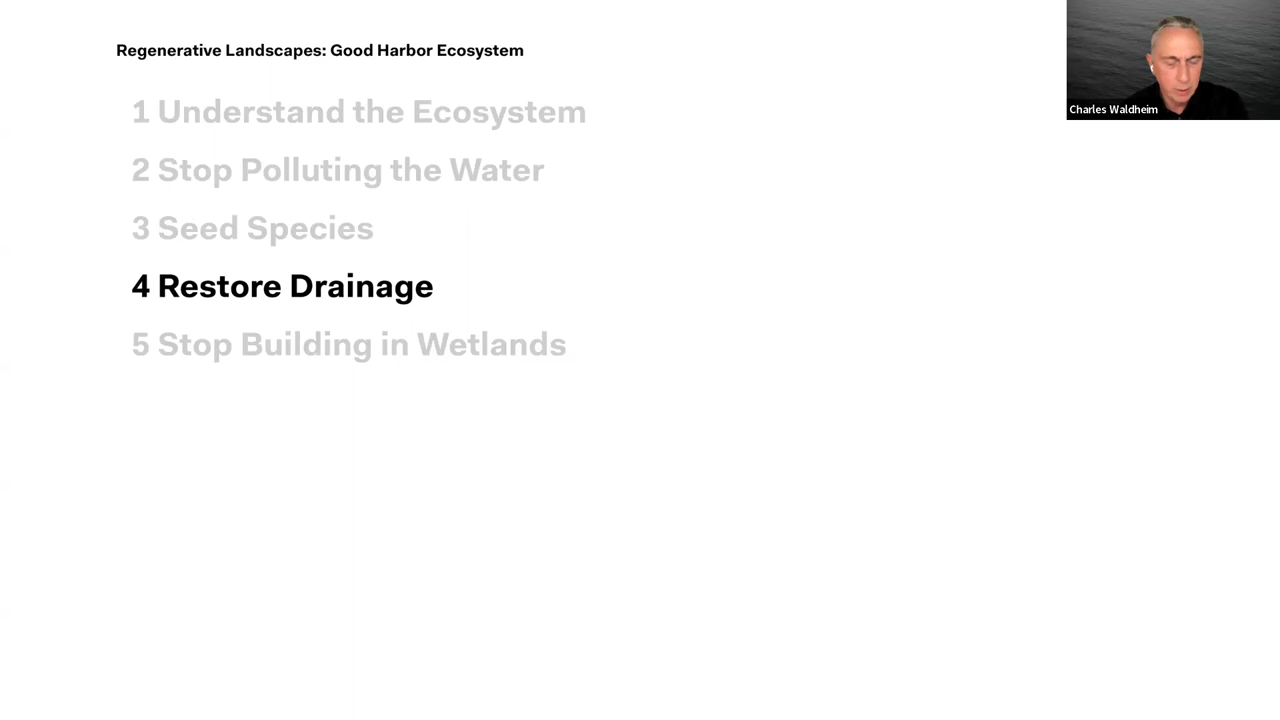 Regenerative Landscapes: Good Harbor Ecosystem
1 Understand the Ecosystem
2 Stop Polluting the Water
3 Seed Species
4 Restore Drainage
5 Stop Building in Wetlands
Charles Waldheim